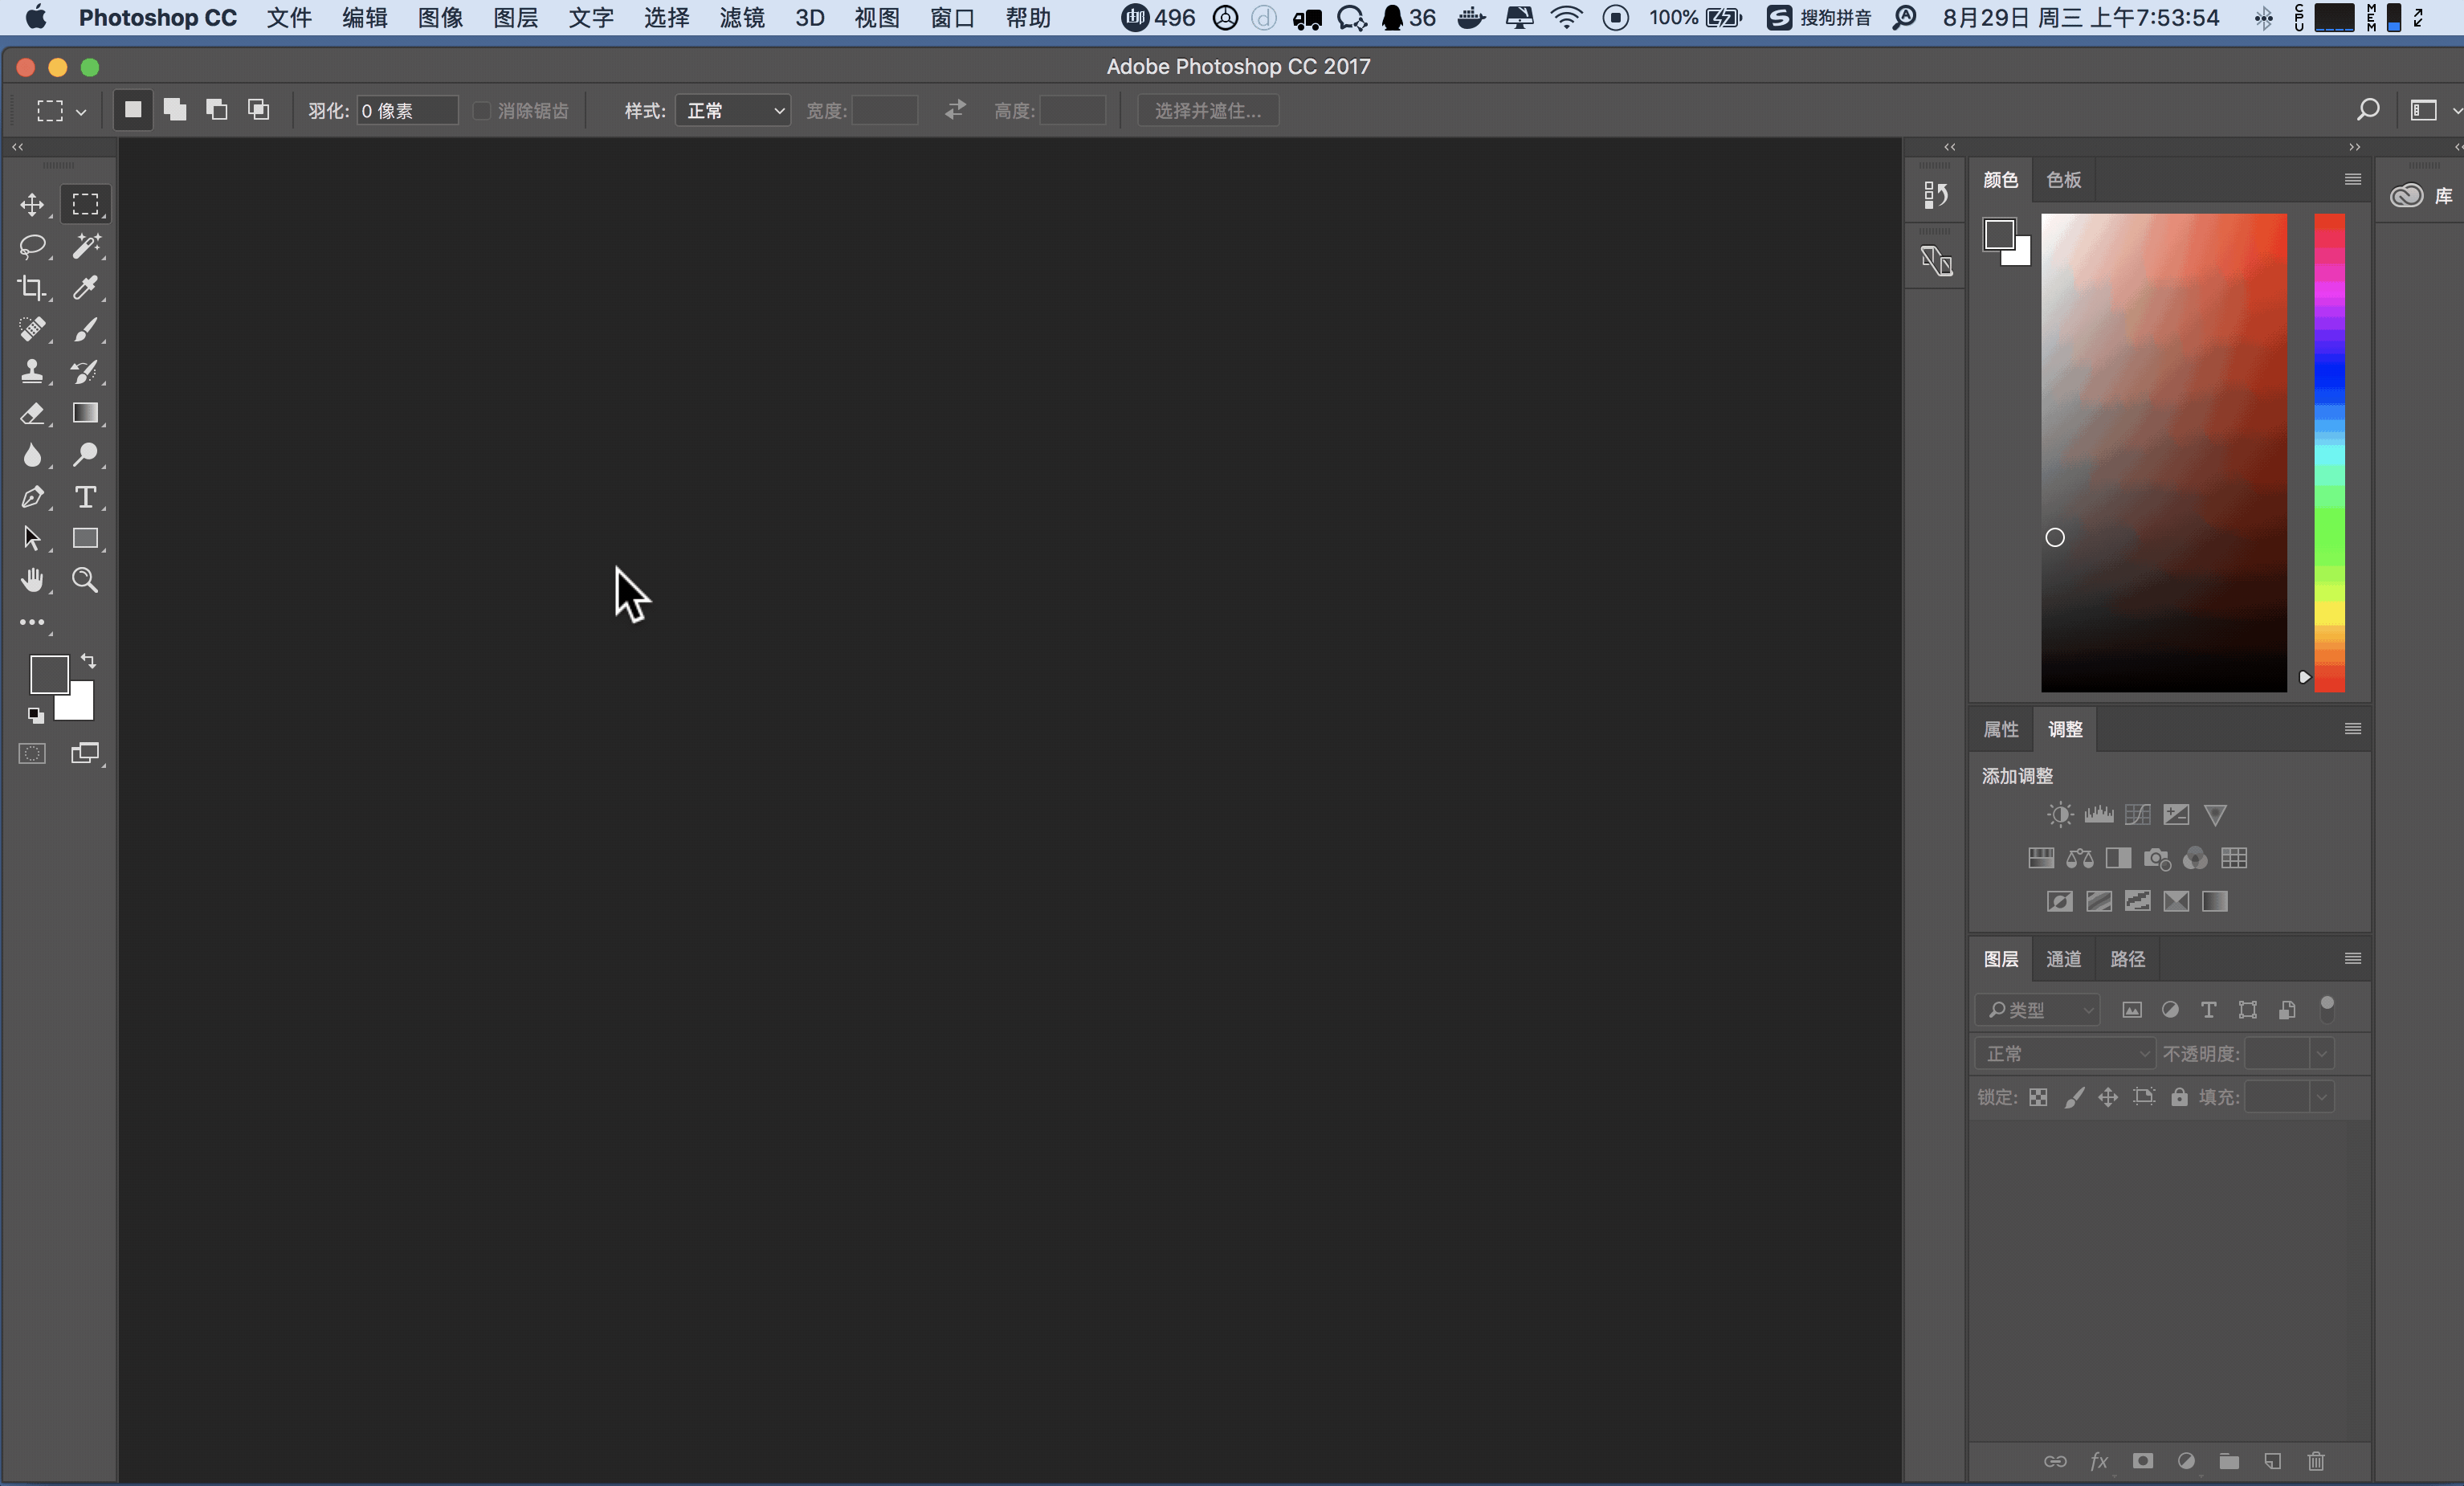 Photoshop CC 文件 编辑 图像 图层 文字 选择 滤镜 3D 视图 窗口 帮助 496 36 100% 搜狗拼音 8月29日 周三 上午7:53:54 CPU MEM
Adobe Photoshop CC 2017
羽化: 0 像素 消除锯齿 样式: 正常 宽度: 高度: 选择并遮住...
颜色 色板
库
属性 调整
添加调整
图层 通道 路径
类型
正常 不透明度:
锁定: 填充:
fx